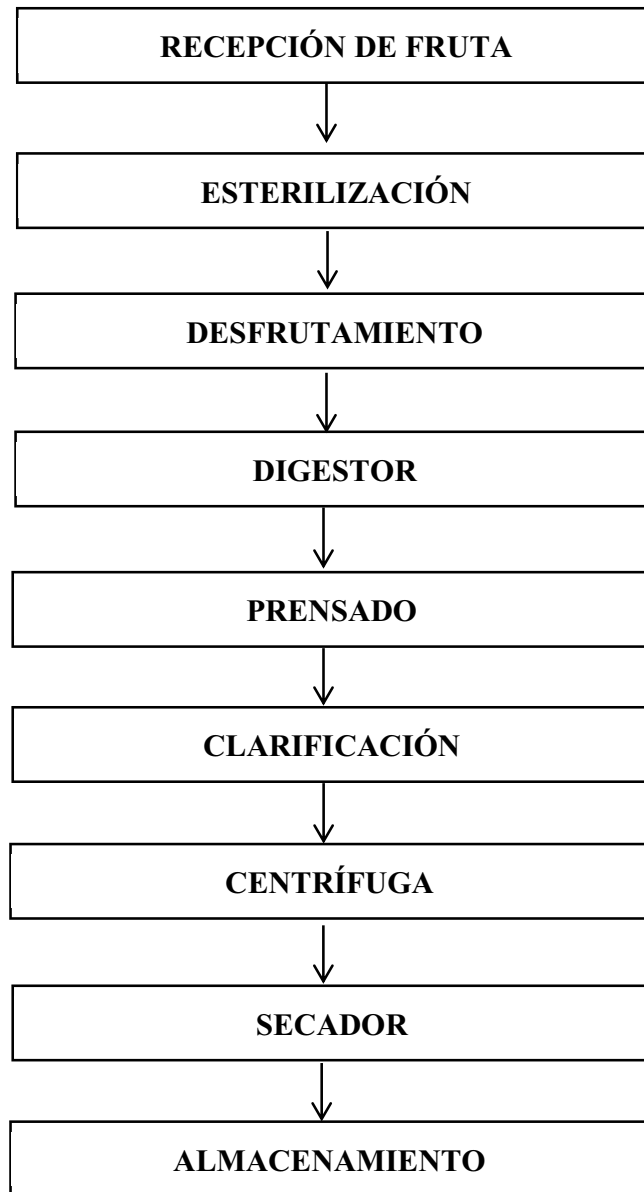 RECEPCIÓN DE FRUTA
ESTERILIZACIÓN
DESFRUTAMIENTO
DIGESTOR
PRENSADO
CLARIFICACIÓN
CENTRÍFUGA
SECADOR
ALMACENAMIENTO